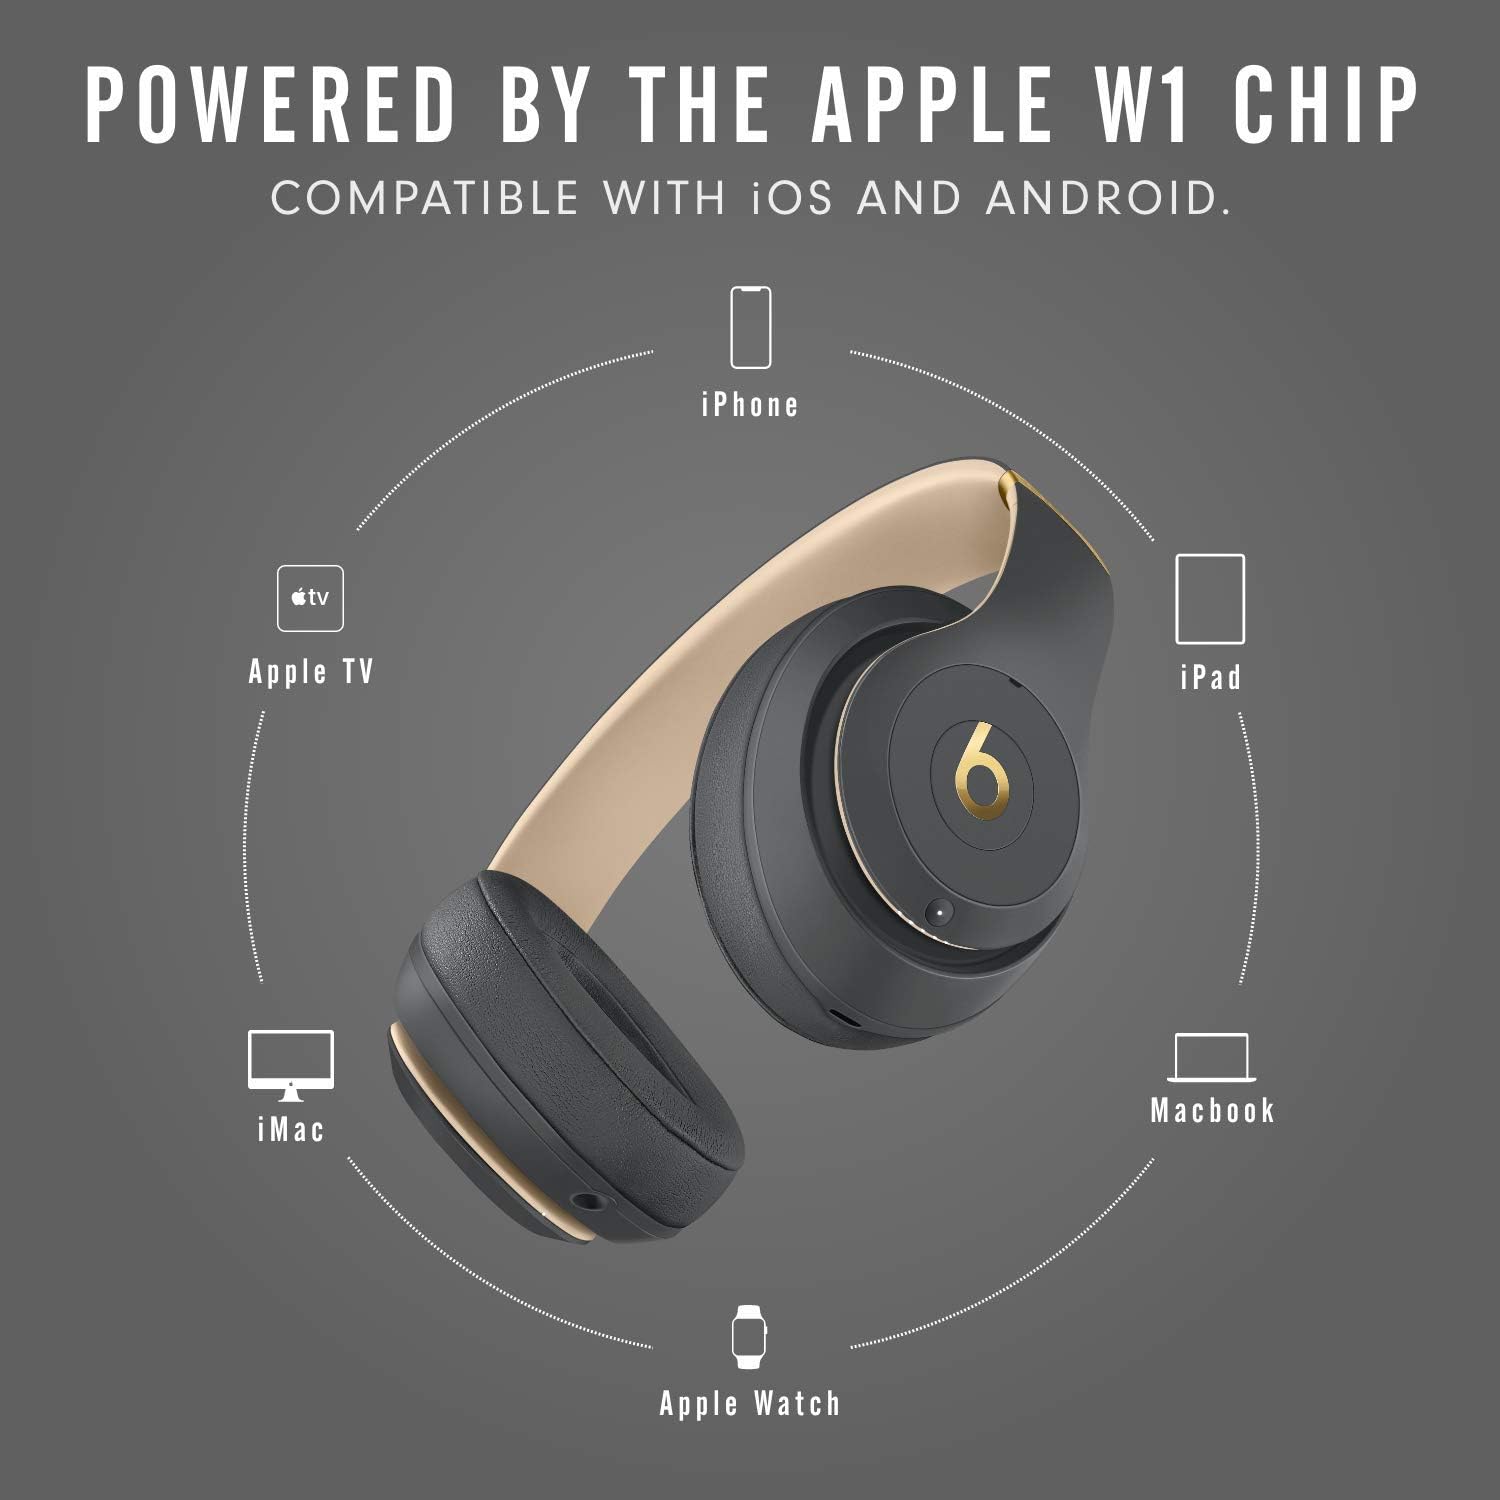 POWERED BY THE APPLE W1 CHIP
COMPATIBLE WITH iOS AND ANDROID.
iPhone
tv
Apple TV
iPad
iMac
Macbook
Apple Watch